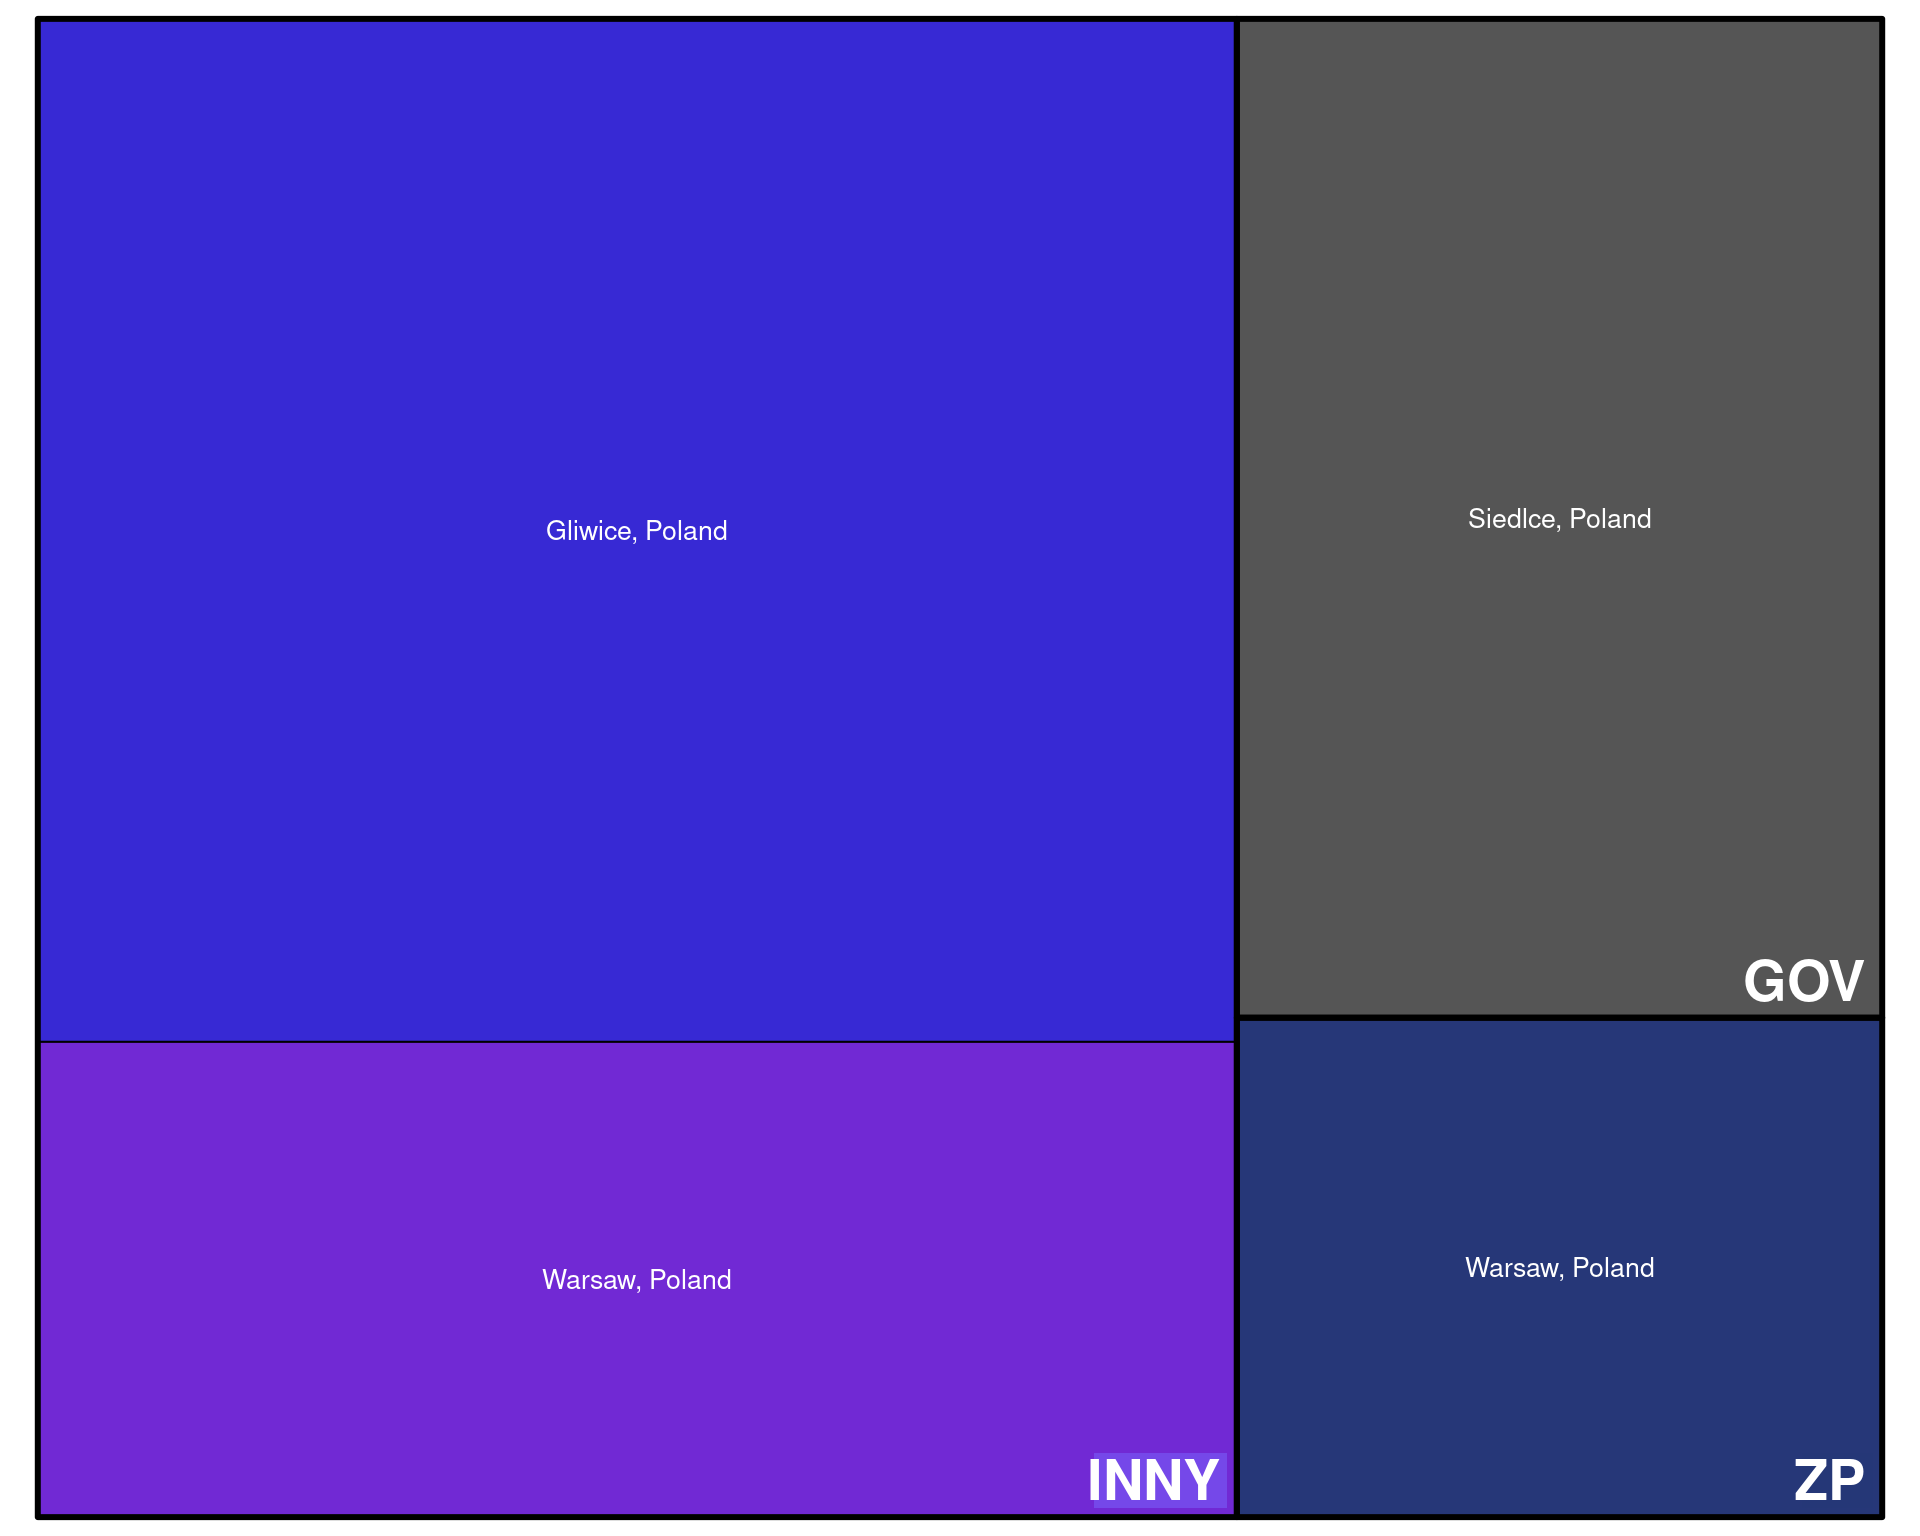 Gliwice, Poland
Siedlce, Poland
GOV
Warsaw, Poland
INNY
Warsaw, Poland
ZP